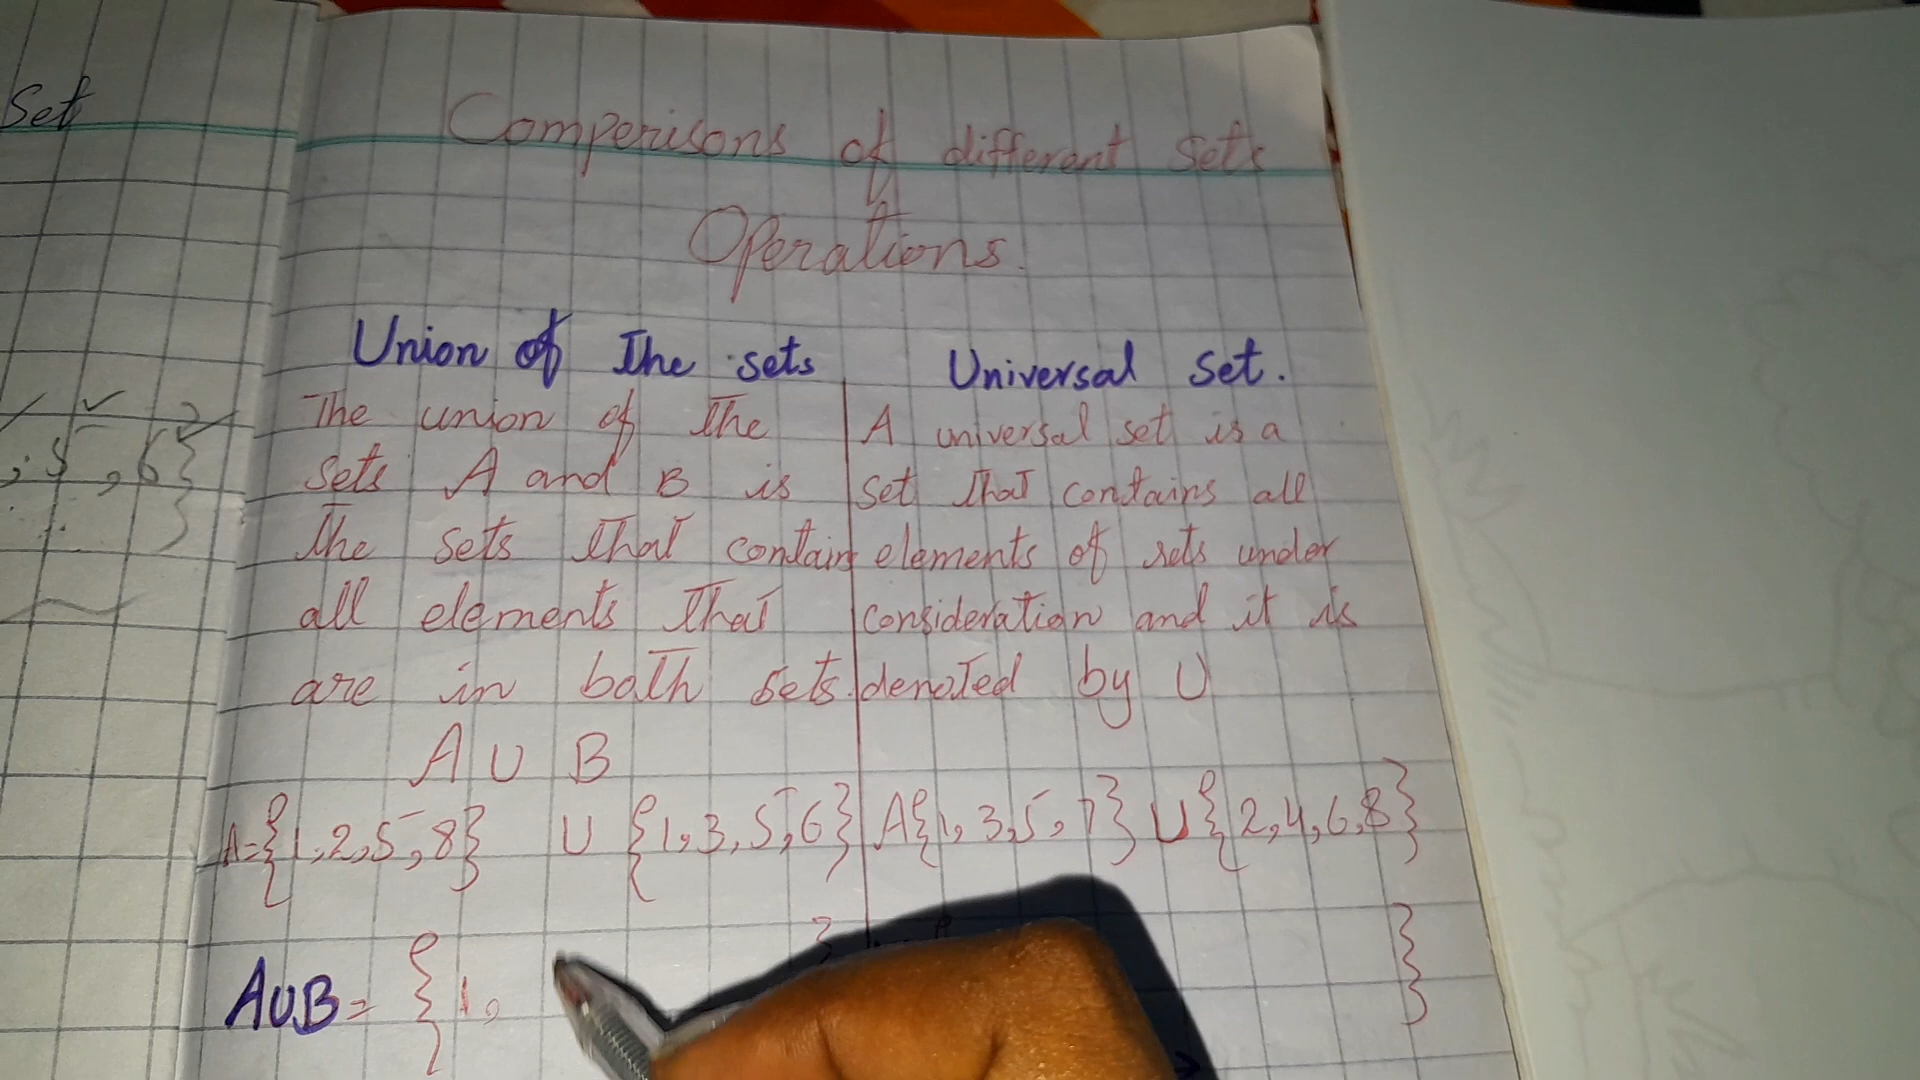 Set
, 5, 6}
Comperisons of different sets
Operations.
Union of The sets
The union of The
sets A and B is
The sets That contain
all elements That
are in both sets.
A U B
A={1,2,5,8} U {1,3,5,6}
AUB= { 1, }
Universal set.
A universal set is a
set That contains all
elements of sets under
consideration and it is
denoted by U
A{1,3,5,7} U {2,4,6,8}
}